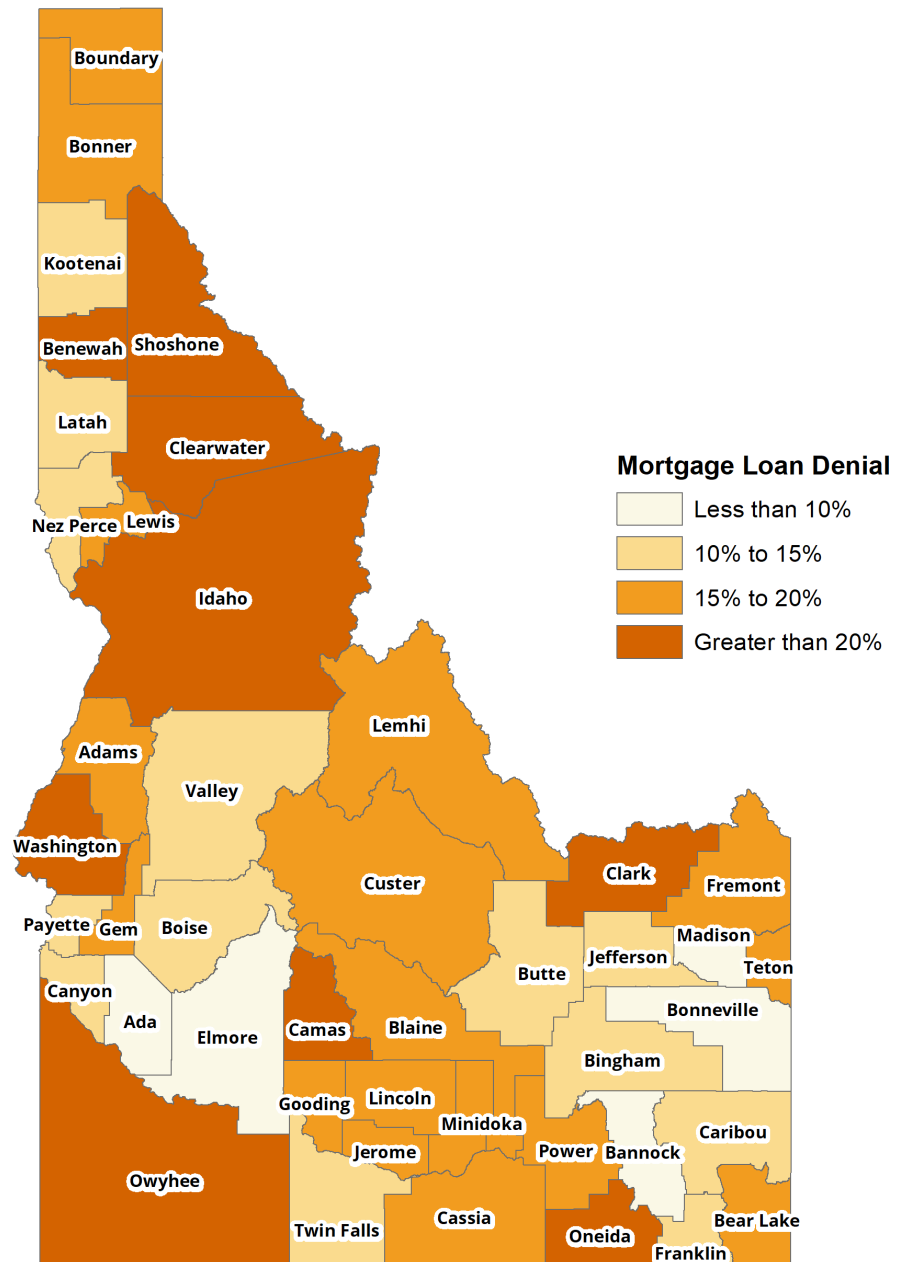 Boundary
Bonner
Kootenai
Benewah
Shoshone
Latah
Clearwater
Nez Perce
Lewis
Idaho
Mortgage Loan Denial
Less than 10%
10% to 15%
15% to 20%
Greater than 20%
Lemhi
Adams
Valley
Washington
Custer
Clark
Fremont
Payette
Gem
Boise
Madison
Jefferson
Teton
Butte
Canyon
Ada
Elmore
Camas
Blaine
Bonneville
Bingham
Gooding
Lincoln
Minidoka
Jerome
Power
Bannock
Caribou
Owyhee
Twin Falls
Cassia
Oneida
Bear Lake
Franklin